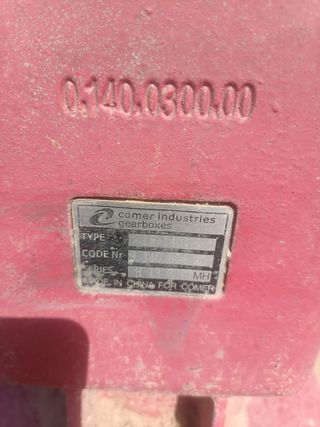 0.140.0300.00
comer industries
gearboxes
TYPE
CODE Nr
SERIES MH
MADE IN CHINA FOR COMER